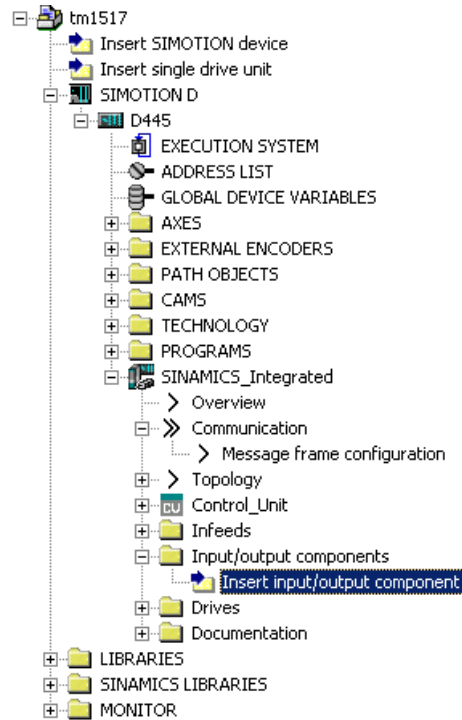 tm1517
Insert SIMOTION device
Insert single drive unit
SIMOTION D
D445
EXECUTION SYSTEM
ADDRESS LIST
GLOBAL DEVICE VARIABLES
AXES
EXTERNAL ENCODERS
PATH OBJECTS
CAMS
TECHNOLOGY
PROGRAMS
SINAMICS_Integrated
Overview
Communication
Message frame configuration
Topology
CU Control_Unit
Infeeds
Input/output components
Insert input/output component
Drives
Documentation
LIBRARIES
SINAMICS LIBRARIES
MONITOR